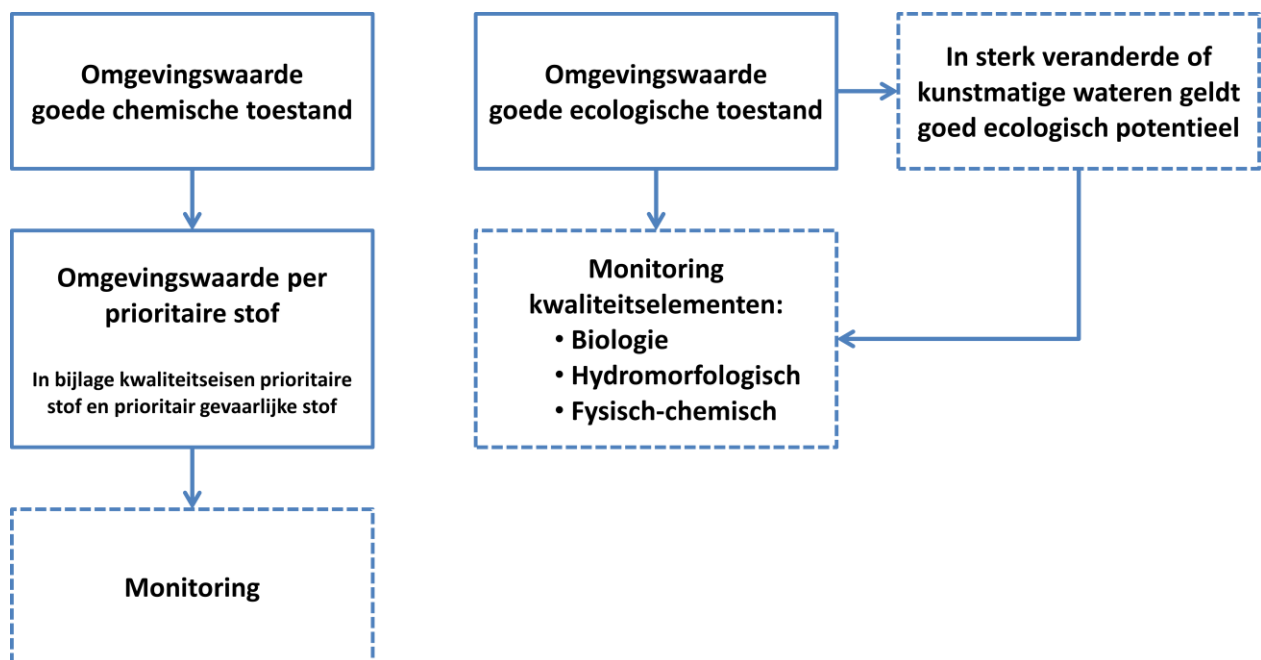 Omgevingswaarde
goede chemische toestand
Omgevingswaarde per
prioritaire stof
In bijlage kwaliteitseisen prioritaire
stof en prioritair gevaarlijke stof
Monitoring
Omgevingswaarde
goede ecologische toestand
In sterk veranderde of
kunstmatige wateren geldt
goed ecologisch potentieel
Monitoring
kwaliteitselementen:
• Biologie
• Hydromorfologisch
• Fysisch-chemisch